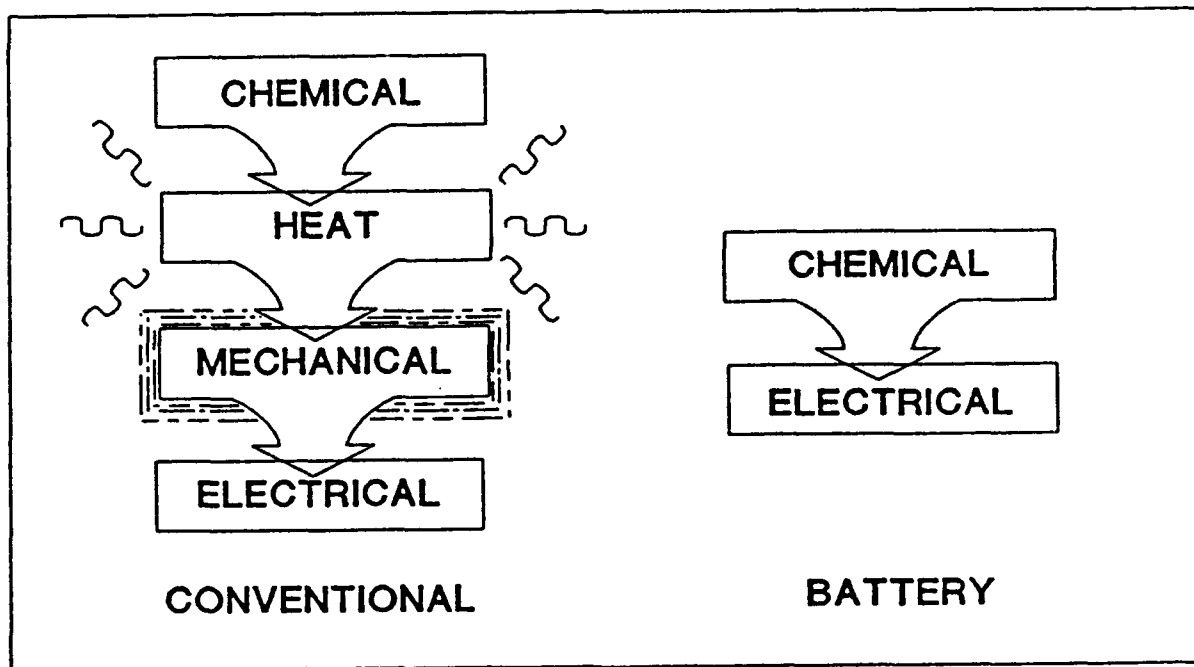 CHEMICAL
HEAT
MECHANICAL
ELECTRICAL
CONVENTIONAL
CHEMICAL
ELECTRICAL
BATTERY